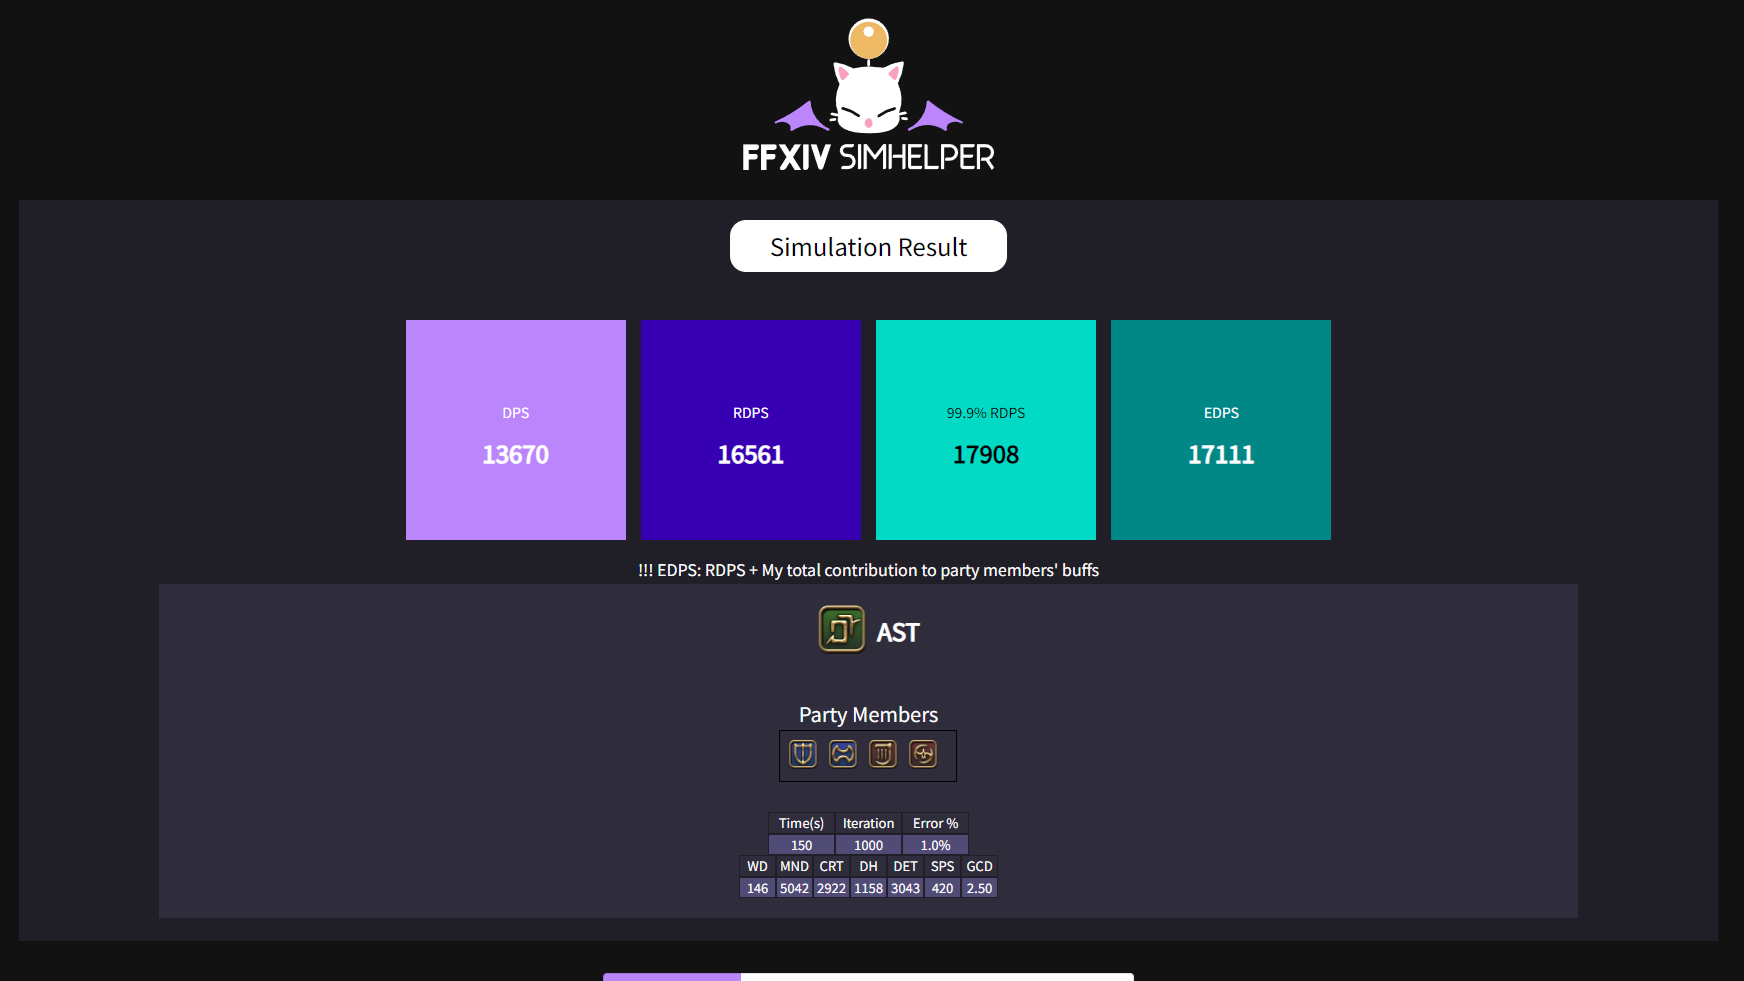 FFXIV SIMHELPER
Simulation Result
DPS RDPS 99.9% RDPS EDPS
13670 16561 17908 17111
!!! EDPS: RDPS + My total contribution to party members' buffs
AST
Party Members
Time(s) Iteration Error %
150 1000 1.0%
WD MND CRT DH DET SPS GCD
146 5042 2922 1158 3043 420 2.50